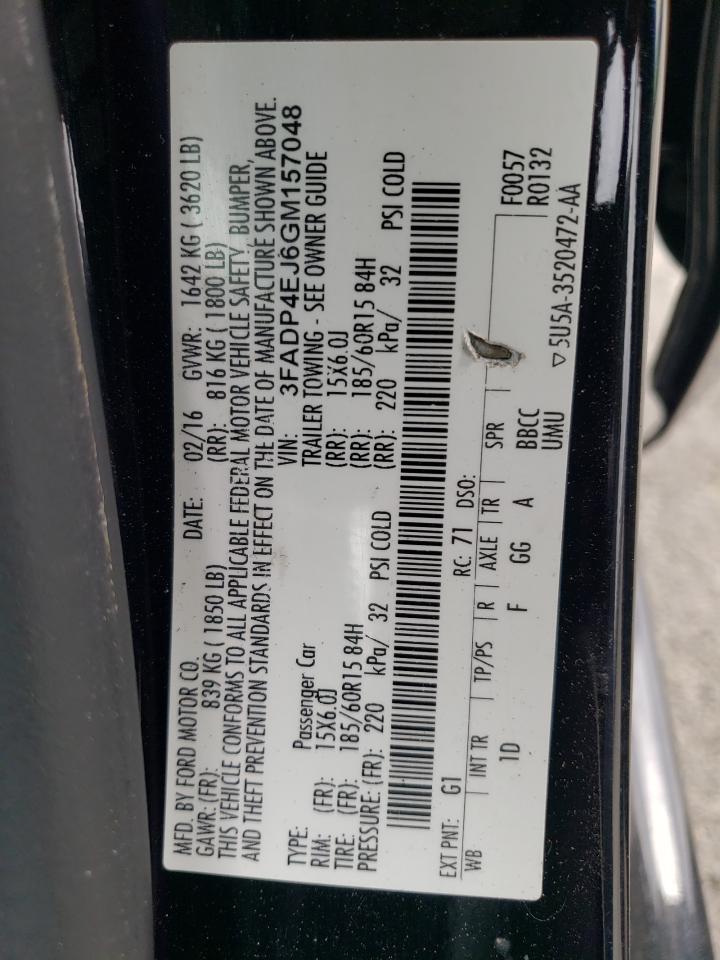 MFD. BY FORD MOTOR CO. DATE: 02/16 GVWR: 1642 KG ( 3620 LB)
GAWR: (FR): 839 KG ( 1850 LB) (RR): 816 KG ( 1800 LB)
THIS VEHICLE CONFORMS TO ALL APPLICABLE FEDERAL MOTOR VEHICLE SAFETY, BUMPER,
AND THEFT PREVENTION STANDARDS IN EFFECT ON THE DATE OF MANUFACTURE SHOWN ABOVE.
VIN: 3FADP4EJ6GM157048
TYPE: Passenger Car TRAILER TOWING - SEE OWNER GUIDE
RIM: (FR): 15X6.0J (RR): 15X6.0J
TIRE: (FR): 185/60R15 84H (RR): 185/60R15 84H
PRESSURE: (FR): 220 kPa/ 32 PSI COLD (RR): 220 kPa/ 32 PSI COLD
EXT PNT: G1 RC: 71 DSO:
WB INT TR TP/PS R AXLE TR SPR
F0057
1D F GG A BBCC
R0132
UMU
▽5U5A-3520472-AA